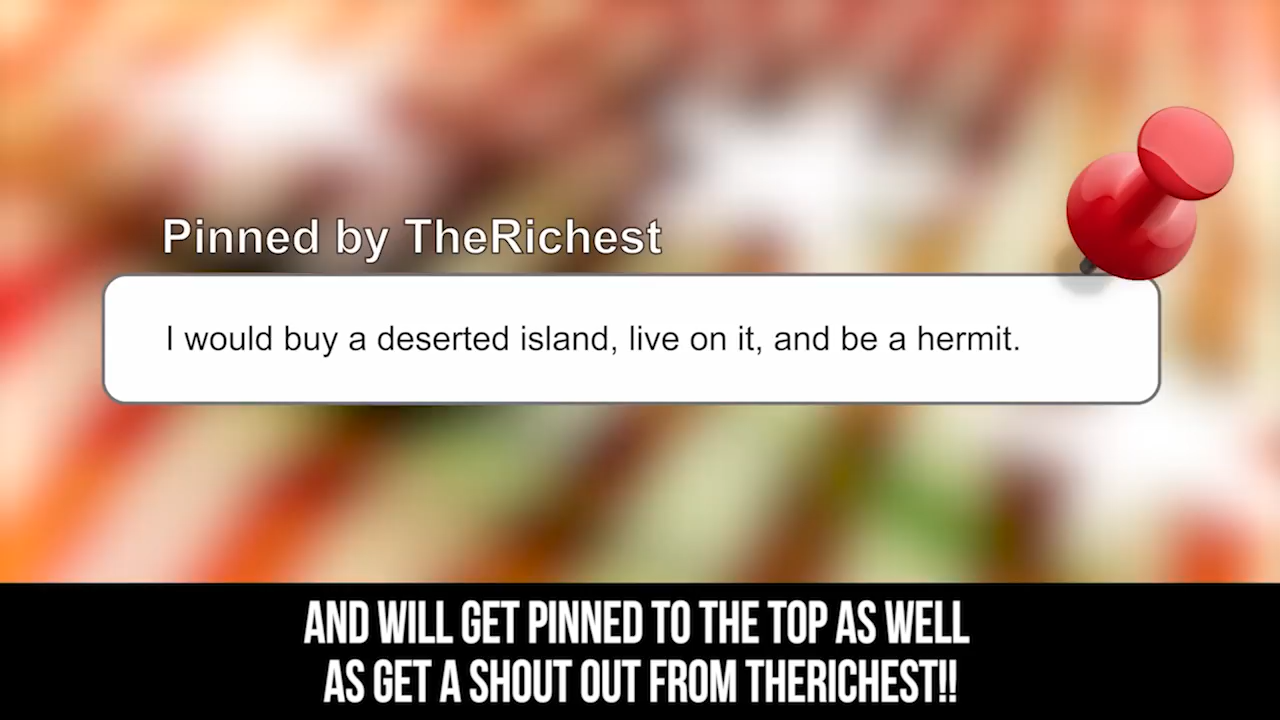 Pinned by TheRichest
I would buy a deserted island, live on it, and be a hermit.
AND WILL GET PINNED TO THE TOP AS WELL
AS GET A SHOUT OUT FROM THERICHEST!!